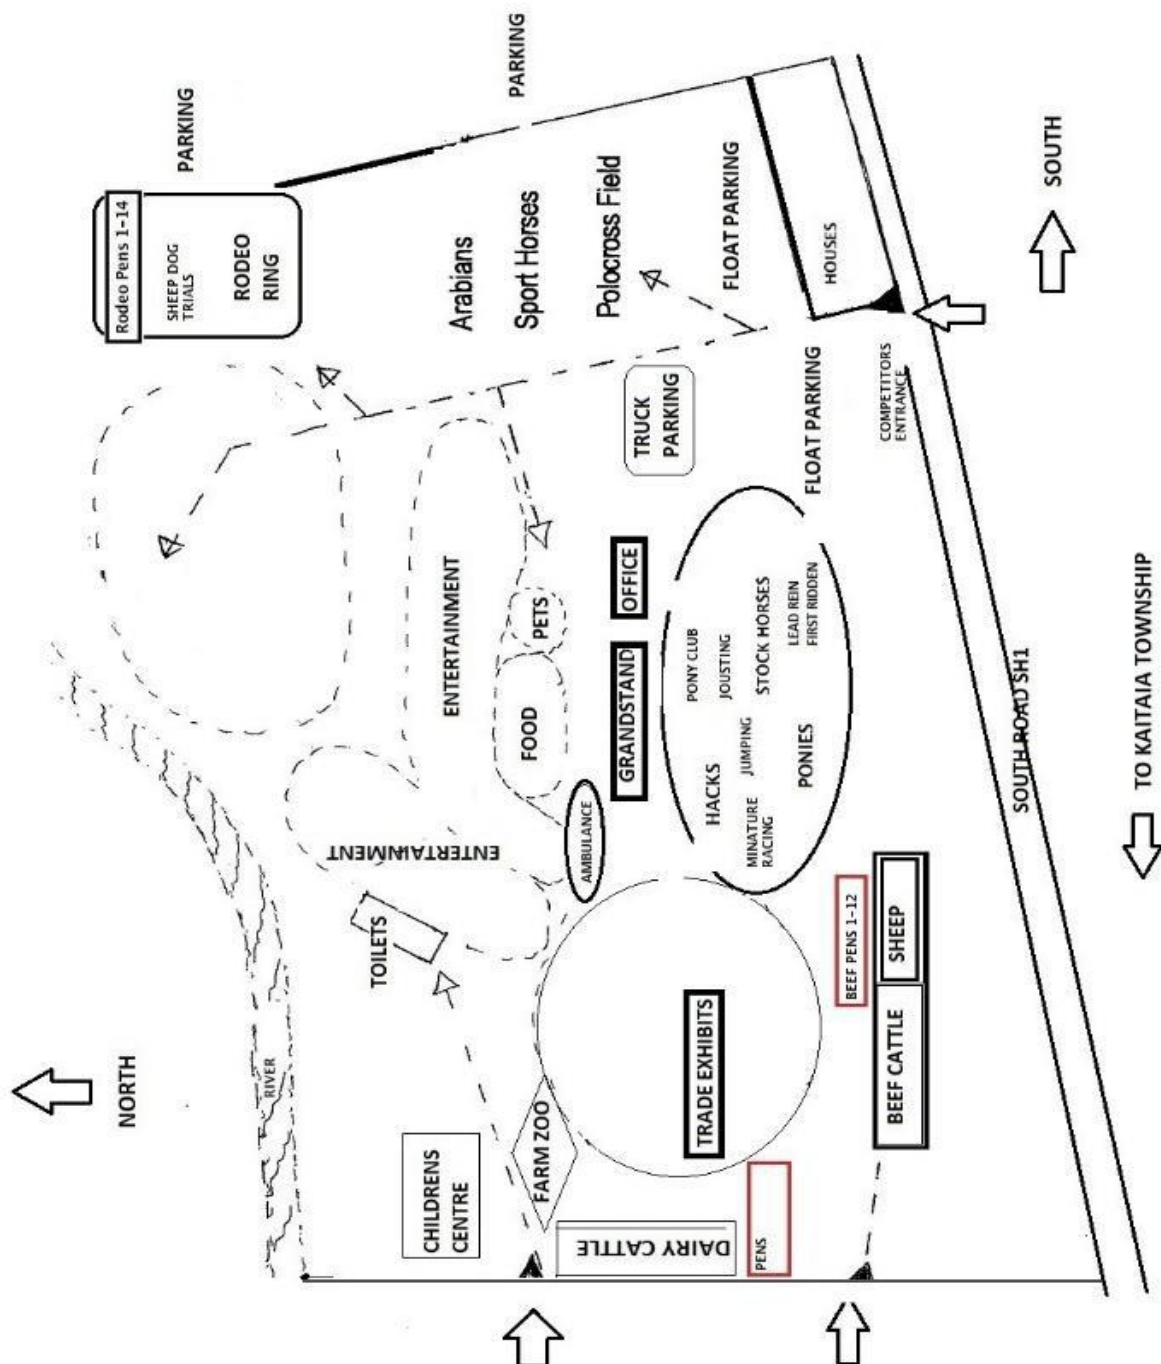 NORTH
RIVER
CHILDRENS
CENTRE
FARM ZOO
DAIRY CATTLE
PENS
TRADE EXHIBITS
BEEF CATTLE
SHEEP
BEEF PENS 1-12
TOILETS
ENTERTAINMENT
AMBULANCE
FOOD
PETS
ENTERTAINMENT
GRANDSTAND
OFFICE
HACKS
PONY CLUB
JOUSTING
JUMPING
MINATURE
RACING
STOCK HORSES
PONIES
LEAD REIN
FIRST RIDDEN
TRUCK
PARKING
FLOAT PARKING
COMPETITORS
ENTRANCE
FLOAT PARKING
HOUSES
Arabians
Sport Horses
Polocross Field
Rodeo Pens 1-14
SHEEP DOG
TRIALS
RODEO
RING
PARKING
PARKING
SOUTH
SOUTH ROAD SH1
TO KAITAIA TOWNSHIP